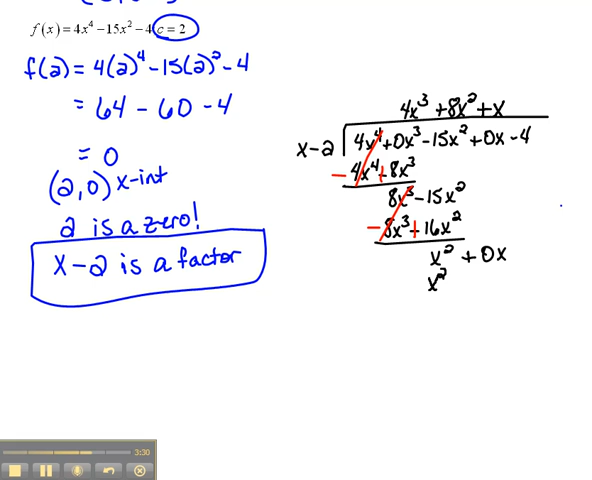 f(x) = 4x⁴ −15x² − 4 c = 2
f(2) = 4(2)⁴ −15(2)² − 4
= 64 − 60 − 4
= 0
(2,0) x-int
2 is a zero!
x−2 is a factor
4x³ +8x² + x
x−2 4x⁴ +0x³ −15x² +0x −4
− 4x⁴ + 8x³
8x³ −15x²
− 8x³ + 16x²
x² + 0x
x²
3:30